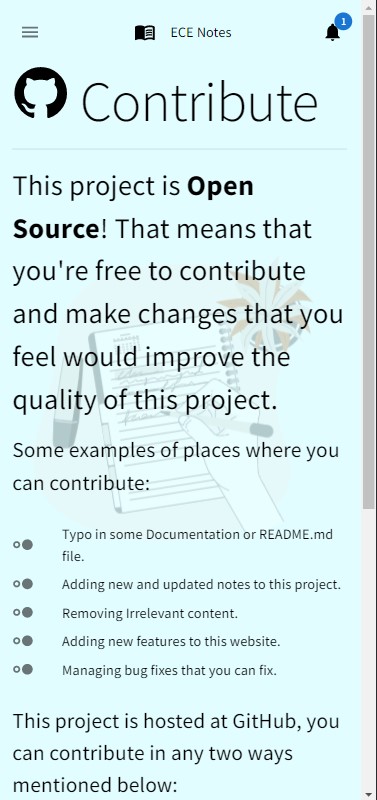 ECE Notes
1
Contribute
This project is Open
Source! That means that
you're free to contribute
and make changes that you
feel would improve the
quality of this project.
Some examples of places where you
can contribute:
Typo in some Documentation or README.md
file.
Adding new and updated notes to this project.
Removing Irrelevant content.
Adding new features to this website.
Managing bug fixes that you can fix.
This project is hosted at GitHub, you
can contribute in any two ways
mentioned below: